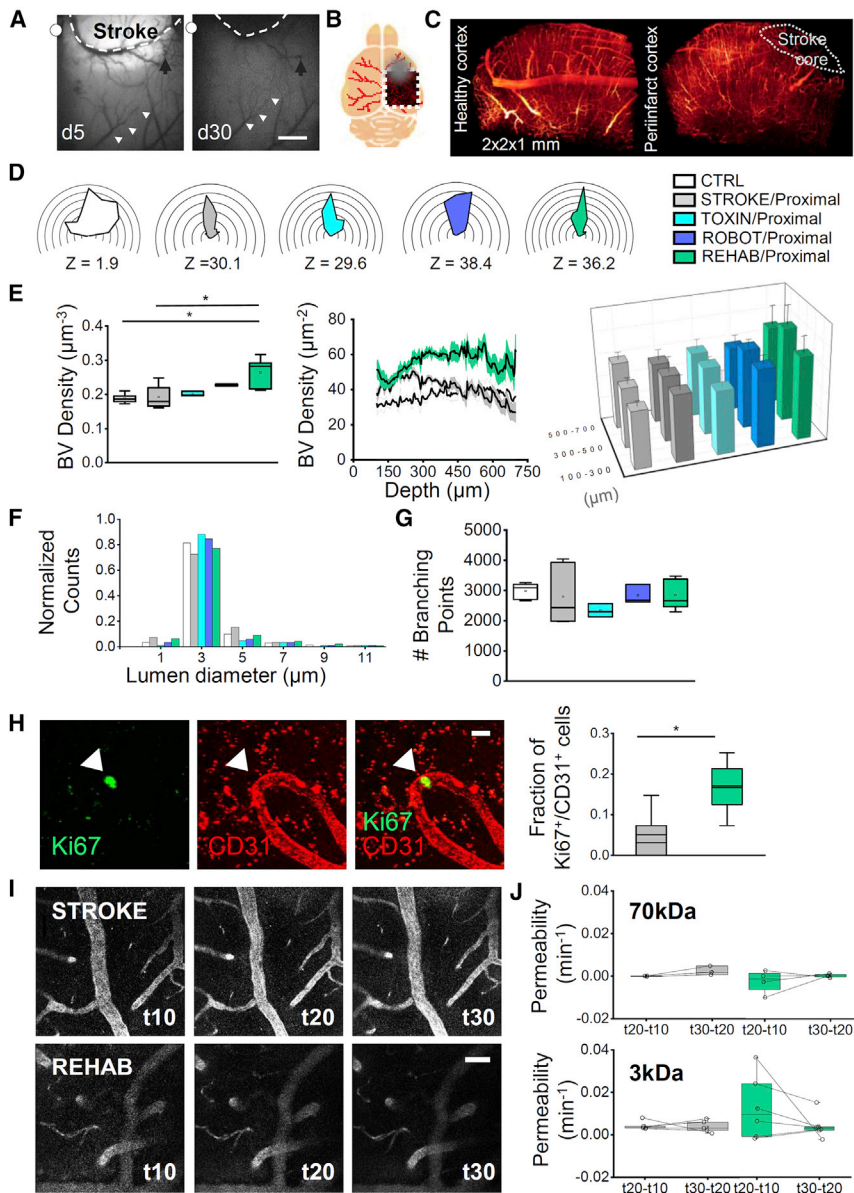 A
Stroke
d5
d30
B
C
Healthy cortex
2x2x1 mm
Periinfarct cortex
Stroke
core
D
Z = 1.9
Z =30.1
Z = 29.6
Z = 38.4
Z = 36.2
CTRL
STROKE/Proximal
TOXIN/Proximal
ROBOT/Proximal
REHAB/Proximal
E
BV Density (µm⁻³)
0.4
0.3
0.2
0.1
0.0
*
*
BV Density (µm⁻²)
80
60
40
20
0
150 300 450 600 750
Depth (µm)
500-700
300-500
100-300
(µm)
F
Normalized
Counts
1.0
0.8
0.6
0.4
0.2
0.0
1 3 5 7 9 11
Lumen diameter (µm)
G
# Branching
Points
5000
4000
3000
2000
1000
0
H
Ki67
CD31
Ki67
CD31
Fraction of
Ki67⁺/CD31⁺ cells
0.3
0.2
0.1
0.0
*
I
STROKE
t10
t20
t30
REHAB
t10
t20
t30
J
Permeability
(min⁻¹)
0.04
0.02
0.00
-0.02
70kDa
t20-t10 t30-t20 t20-t10 t30-t20
Permeability
(min⁻¹)
0.04
0.02
0.00
-0.02
3kDa
t20-t10 t30-t20 t20-t10 t30-t20